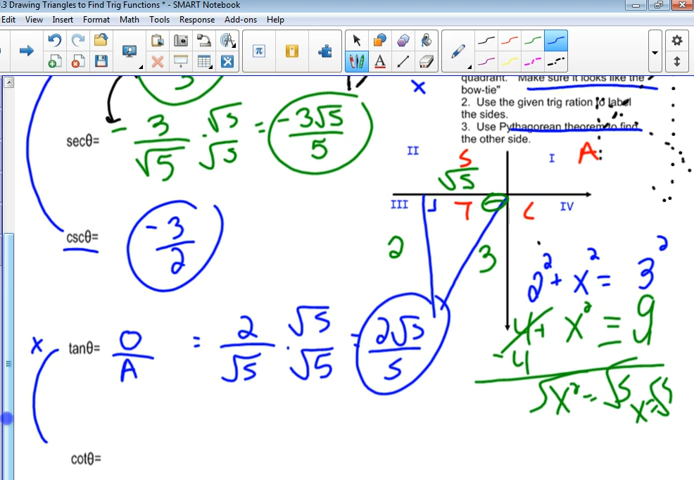 .3 Drawing Triangles to Find Trig Functions * - SMART Notebook
View Insert Format Math Tools Response Add-ons Help
quadrant. Make sure it looks like the
bow-tie"
2. Use the given trig ration to label
the sides.
3. Use Pythagorean theorem to find
the other side.
x
secθ= - 3/√5 · √5/√5 = -3√5/5
II
S
I
A
√5
III
T
C
IV
cscθ= -3/2
2
3
2² + x² = 3²
4 + x² = 9
-4
√x² = √5 x=√5
x tanθ= O/A = 2/√5 · √5/√5 = 2√5/5
cotθ=